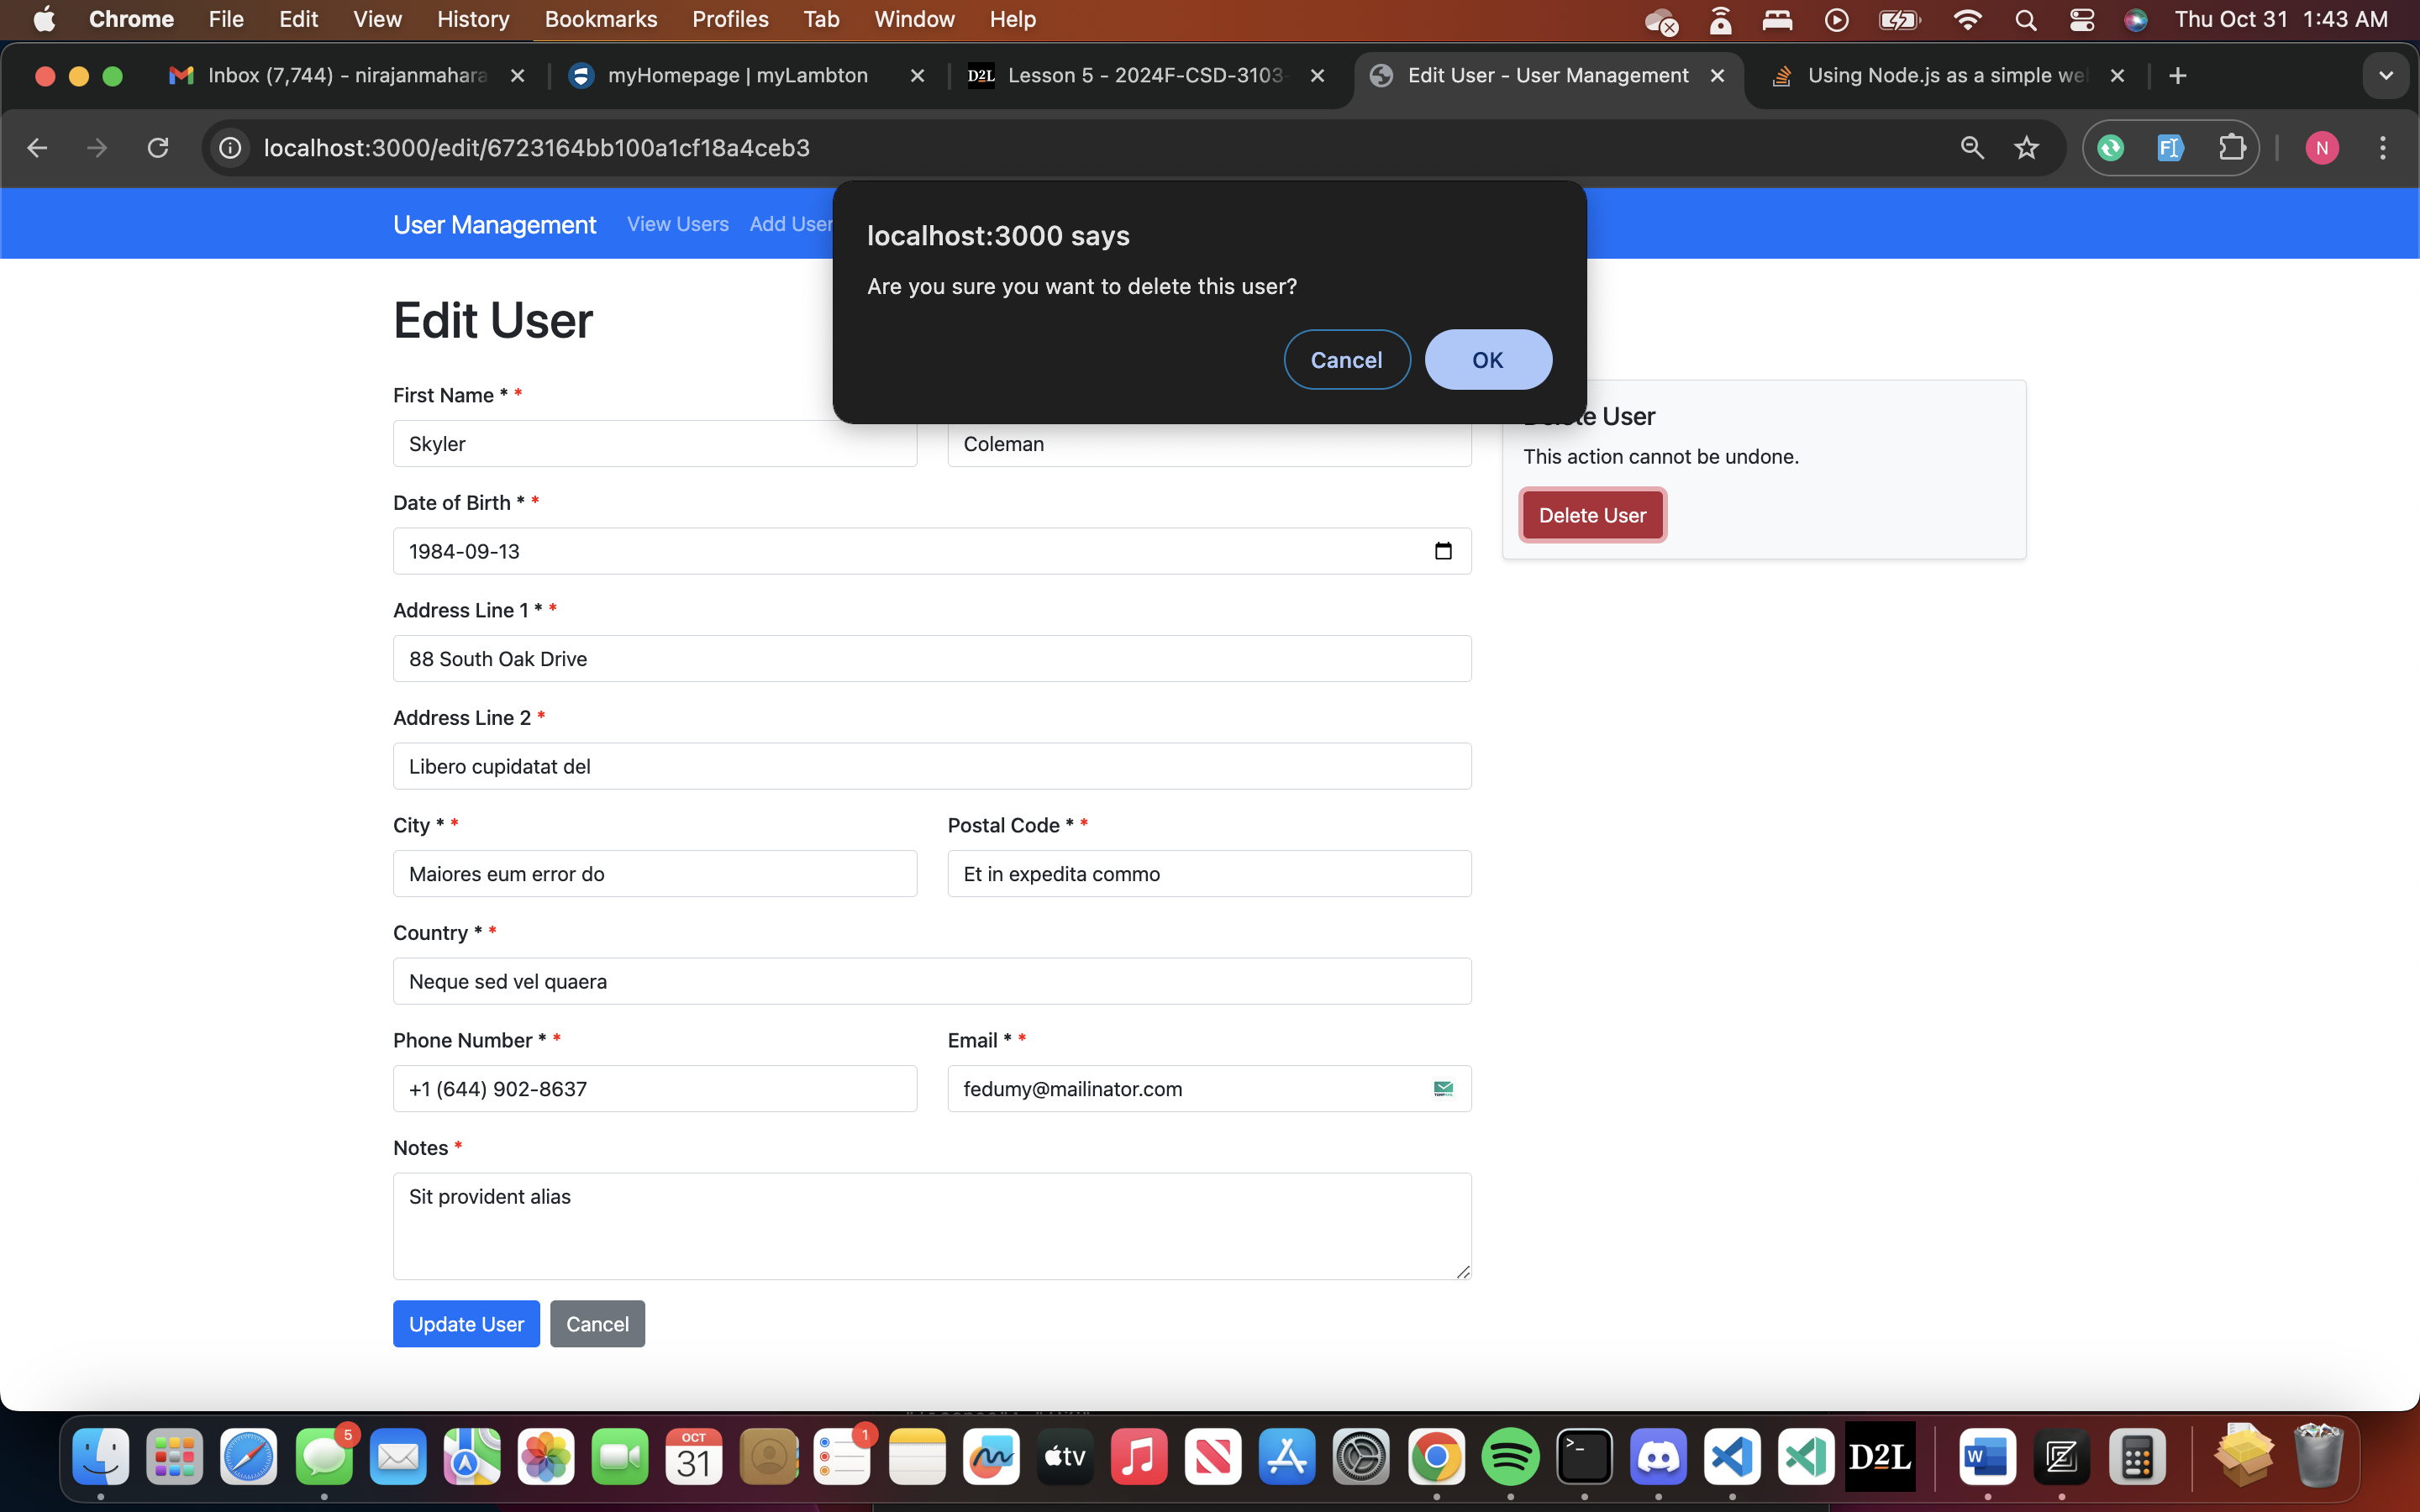 Chrome File Edit View History Bookmarks Profiles Tab Window Help Thu Oct 31 1:43 AM
Inbox (7,744) - nirajanmahara myHomepage | myLambton D2L Lesson 5 - 2024F-CSD-3103- Edit User - User Management Using Node.js as a simple we
localhost:3000/edit/6723164bb100a1cf18a4ceb3 N
User Management View Users Add User
localhost:3000 says
Are you sure you want to delete this user?
Cancel OK
Edit User
First Name * *
Skyler Coleman
User
This action cannot be undone.
Delete User
Date of Birth * *
1984-09-13
Address Line 1 * *
88 South Oak Drive
Address Line 2 *
Libero cupidatat del
City * * Postal Code * *
Maiores eum error do Et in expedita commo
Country * *
Neque sed vel quaera
Phone Number * * Email * *
+1 (644) 902-8637 fedumy@mailinator.com
Notes *
Sit provident alias
Update User Cancel
5 OCT 31 1 tv D2L W